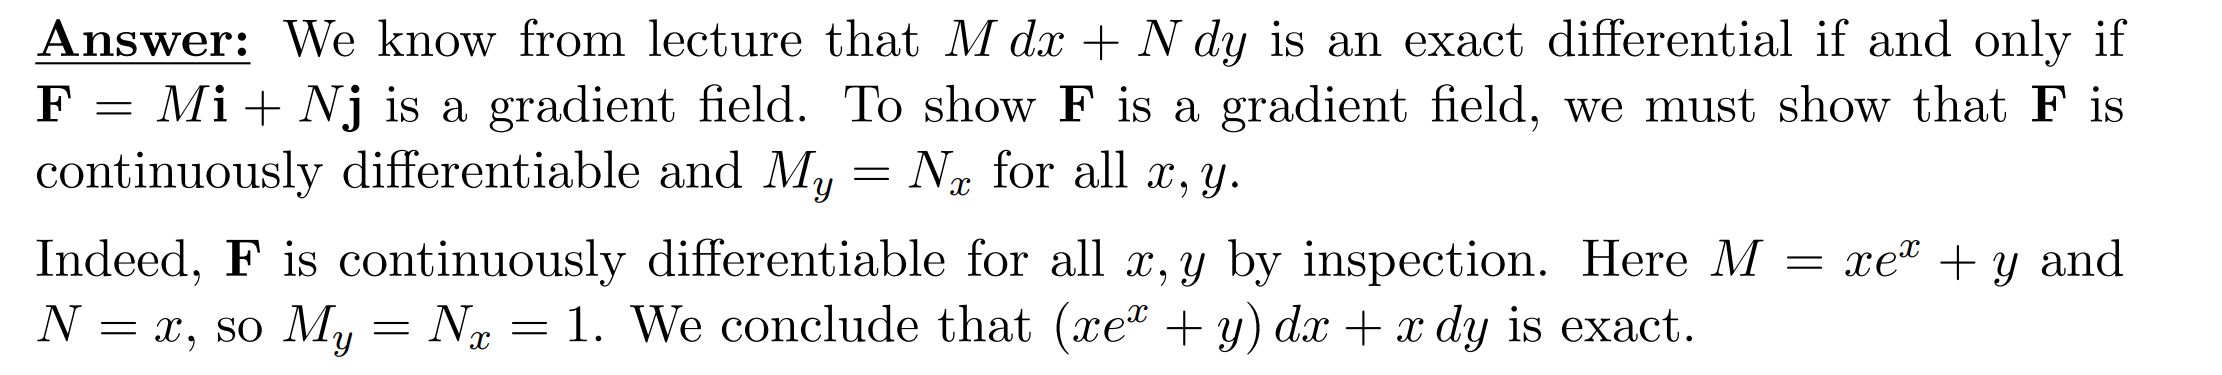 Answer: We know from lecture that M dx + N dy is an exact differential if and only if
F = Mi + Nj is a gradient field. To show F is a gradient field, we must show that F is
continuously differentiable and M_y = N_x for all x, y.
Indeed, F is continuously differentiable for all x, y by inspection. Here M = xe^x + y and
N = x, so M_y = N_x = 1. We conclude that (xe^x + y) dx + x dy is exact.